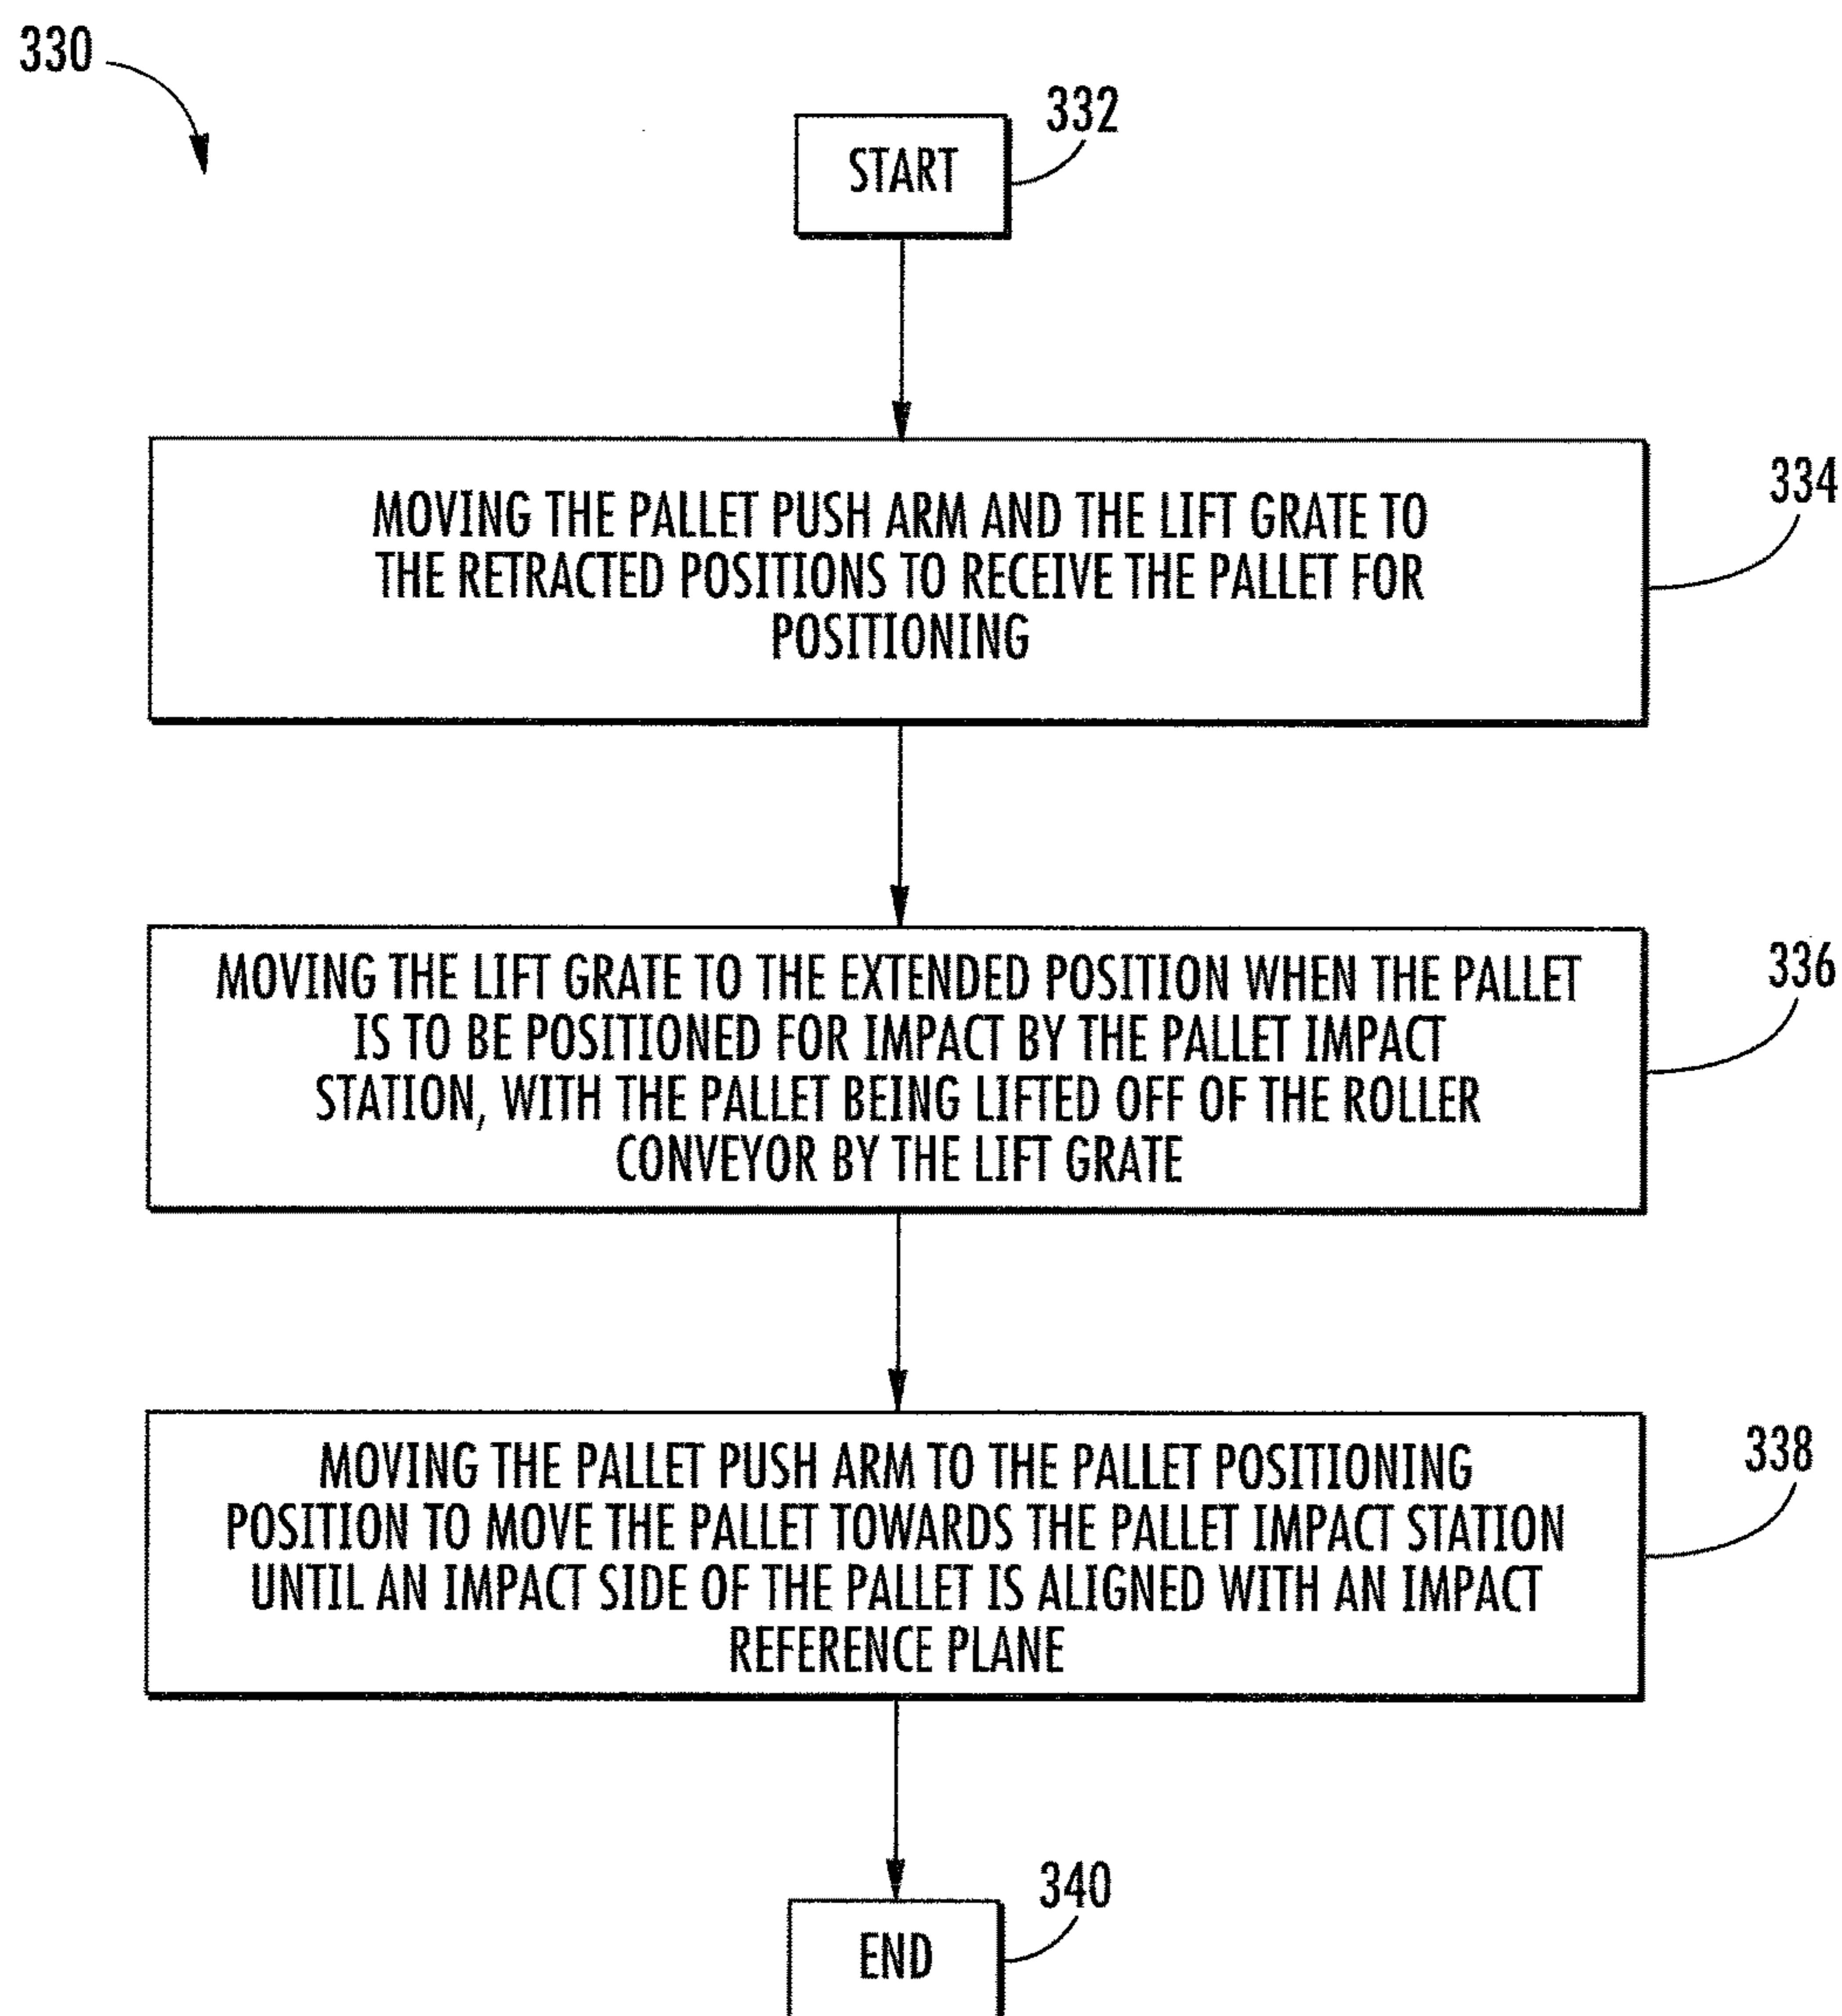 330
332
START
334
MOVING THE PALLET PUSH ARM AND THE LIFT GRATE TO
THE RETRACTED POSITIONS TO RECEIVE THE PALLET FOR
POSITIONING
336
MOVING THE LIFT GRATE TO THE EXTENDED POSITION WHEN THE PALLET
IS TO BE POSITIONED FOR IMPACT BY THE PALLET IMPACT
STATION, WITH THE PALLET BEING LIFTED OFF OF THE ROLLER
CONVEYOR BY THE LIFT GRATE
338
MOVING THE PALLET PUSH ARM TO THE PALLET POSITIONING
POSITION TO MOVE THE PALLET TOWARDS THE PALLET IMPACT STATION
UNTIL AN IMPACT SIDE OF THE PALLET IS ALIGNED WITH AN IMPACT
REFERENCE PLANE
340
END